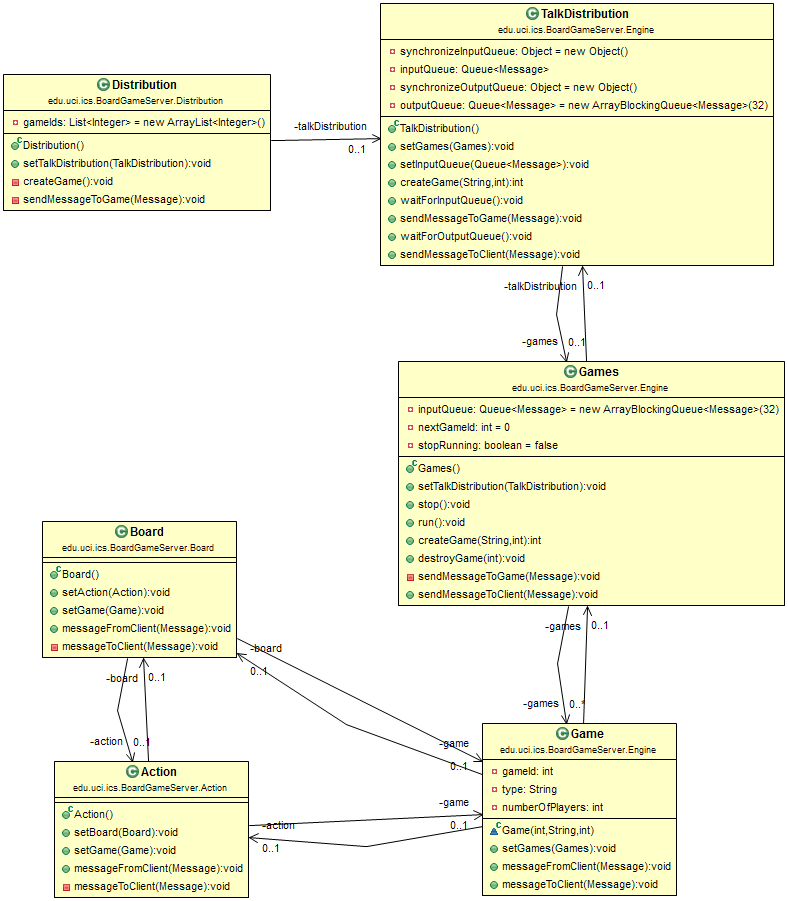 TalkDistribution
edu.uci.ics.BoardGameServer.Engine
synchronizeInputQueue: Object = new Object()
inputQueue: Queue<Message>
synchronizeOutputQueue: Object = new Object()
outputQueue: Queue<Message> = new ArrayBlockingQueue<Message>(32)
TalkDistribution()
setGames(Games):void
setInputQueue(Queue<Message>):void
createGame(String,int):int
waitForInputQueue():void
sendMessageToGame(Message):void
waitForOutputQueue():void
sendMessageToClient(Message):void
Distribution
edu.uci.ics.BoardGameServer.Distribution
gameIds: List<Integer> = new ArrayList<Integer>()
Distribution()
setTalkDistribution(TalkDistribution):void
createGame():void
sendMessageToGame(Message):void
-talkDistribution
0..1
-talkDistribution
0..1
-games
0..1
Games
edu.uci.ics.BoardGameServer.Engine
inputQueue: Queue<Message> = new ArrayBlockingQueue<Message>(32)
nextGameId: int = 0
stopRunning: boolean = false
Games()
setTalkDistribution(TalkDistribution):void
stop():void
run():void
createGame(String,int):int
destroyGame(int):void
sendMessageToGame(Message):void
sendMessageToClient(Message):void
Board
edu.uci.ics.BoardGameServer.Board
Board()
setAction(Action):void
setGame(Game):void
messageFromClient(Message):void
messageToClient(Message):void
-games
0..1
-board
0..1
-board
0..1
-games
0..*
-action
0..1
-game
0..1
Game
edu.uci.ics.BoardGameServer.Engine
gameId: int
type: String
numberOfPlayers: int
Game(int,String,int)
setGames(Games):void
messageFromClient(Message):void
messageToClient(Message):void
Action
edu.uci.ics.BoardGameServer.Action
Action()
setBoard(Board):void
setGame(Game):void
messageFromClient(Message):void
messageToClient(Message):void
-game
0..1
-action
0..1